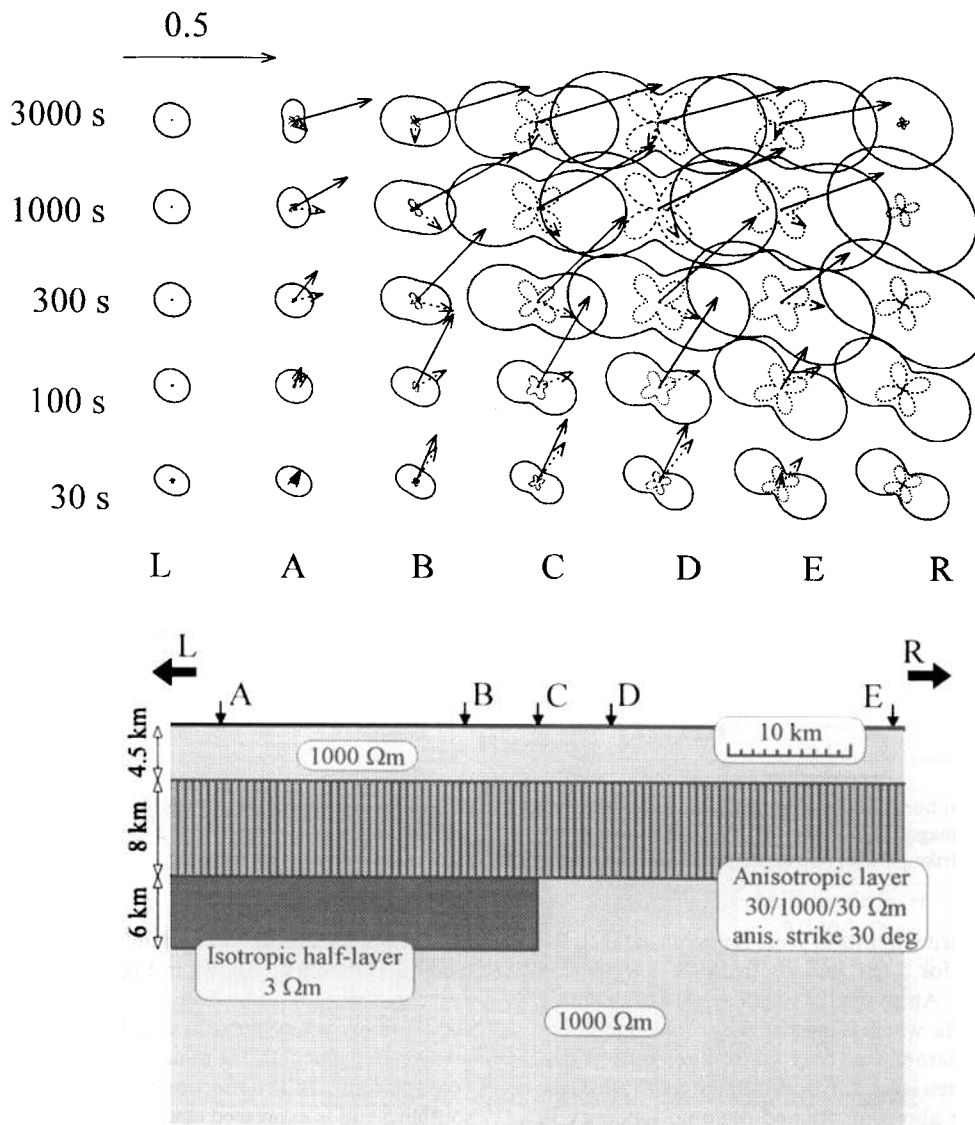 0.5
3000 s
1000 s
300 s
100 s
30 s
L A B C D E R
L R
A B C D E
10 km
4.5 km
1000 Ωm
8 km
Anisotropic layer
30/1000/30 Ωm
anis. strike 30 deg
6 km
Isotropic half-layer
3 Ωm
1000 Ωm